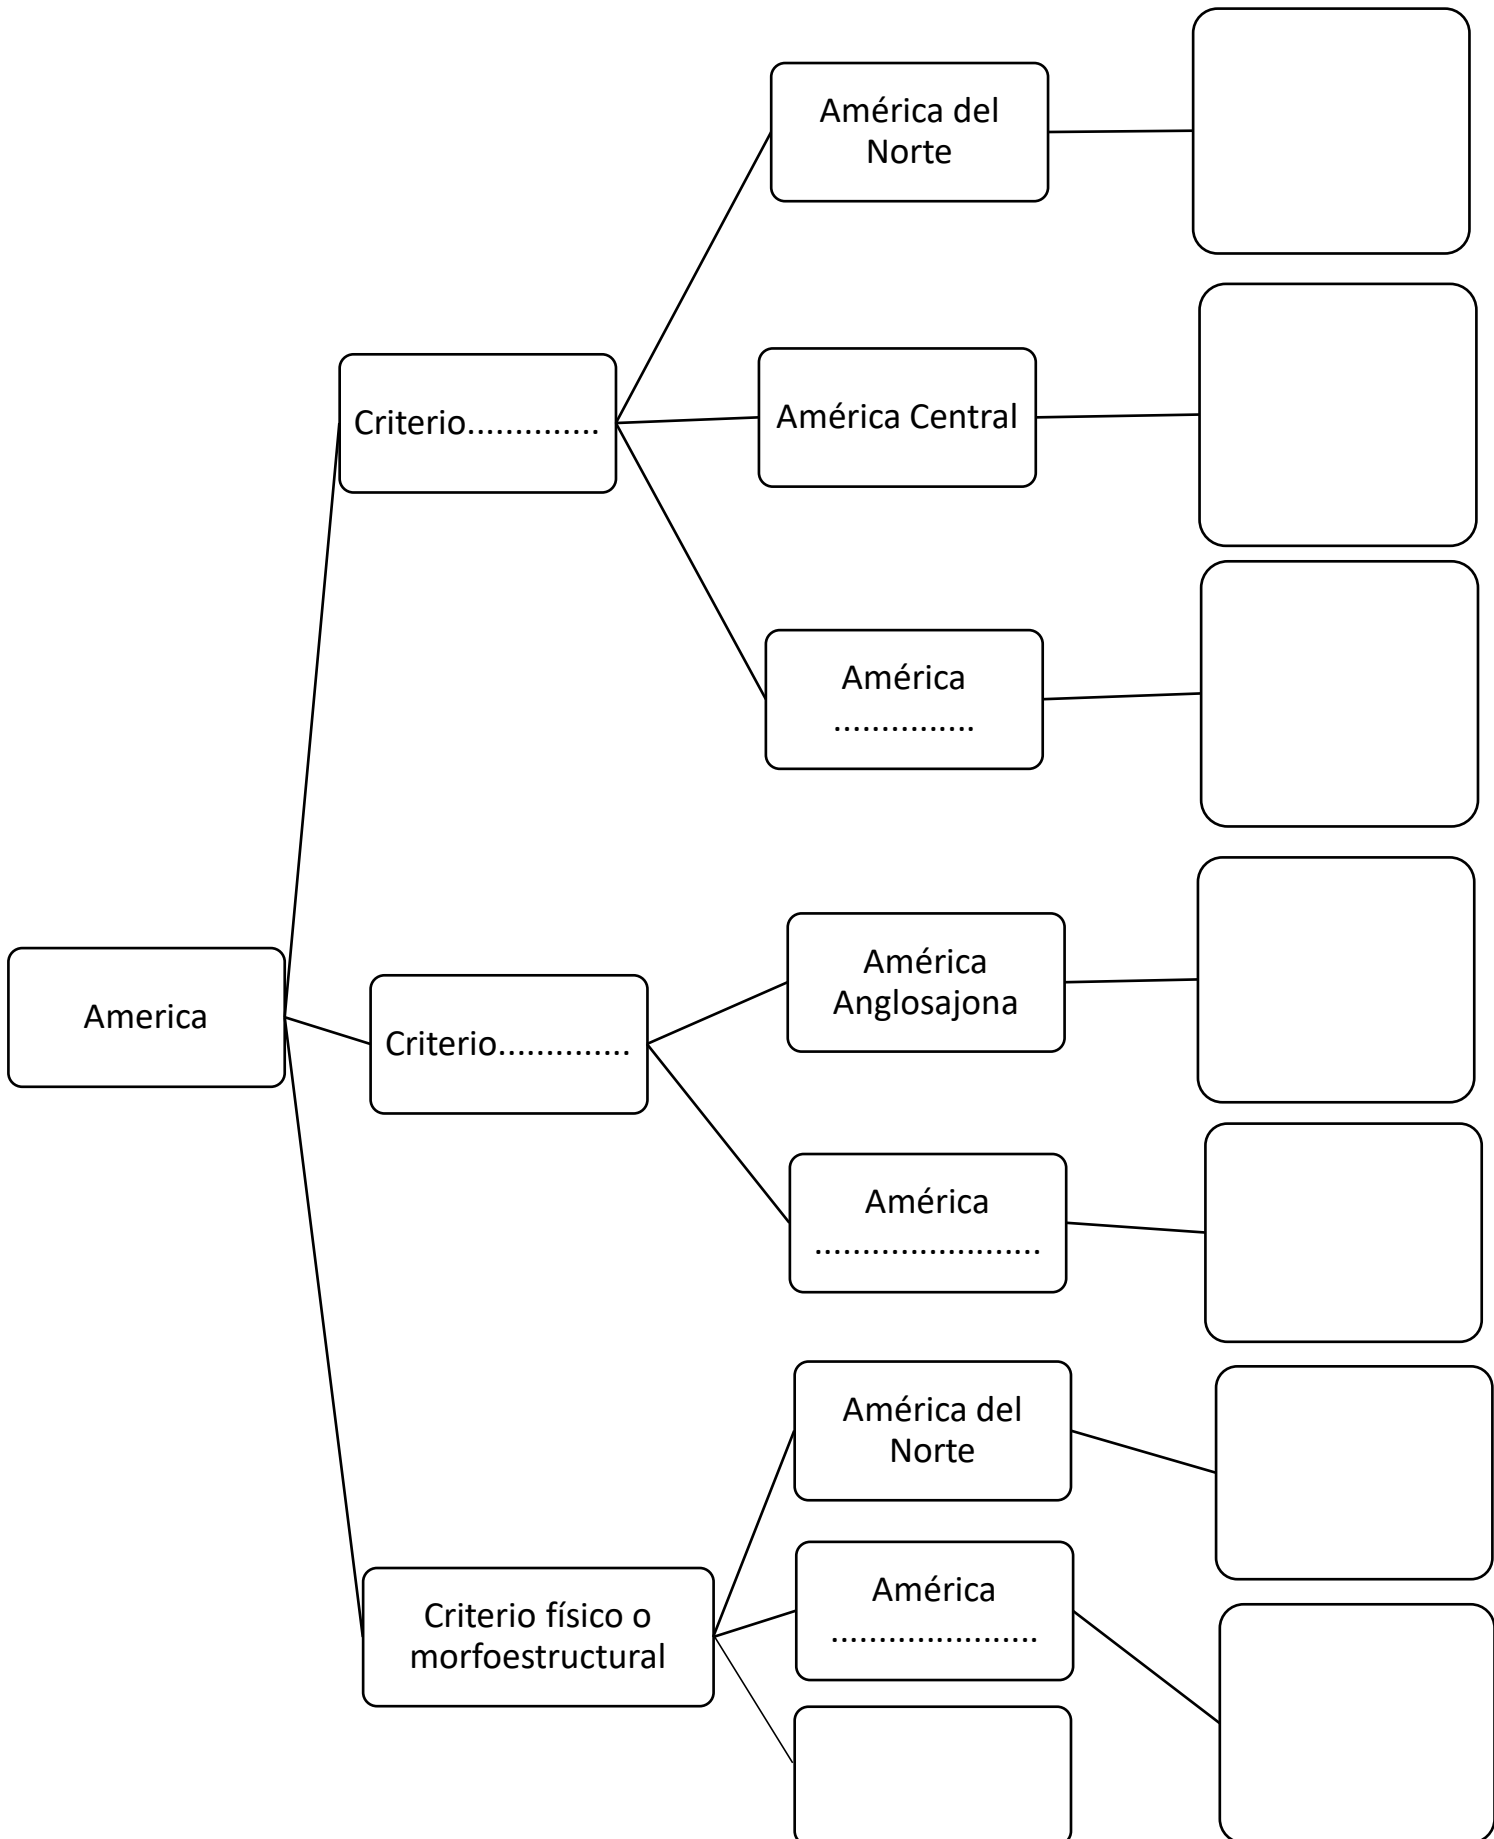 América del
Norte
Criterio..............
América Central
América
...............
América
Anglosajona
America
Criterio..............
América
........................
América del
Norte
Criterio físico o
morfoestructural
América
......................